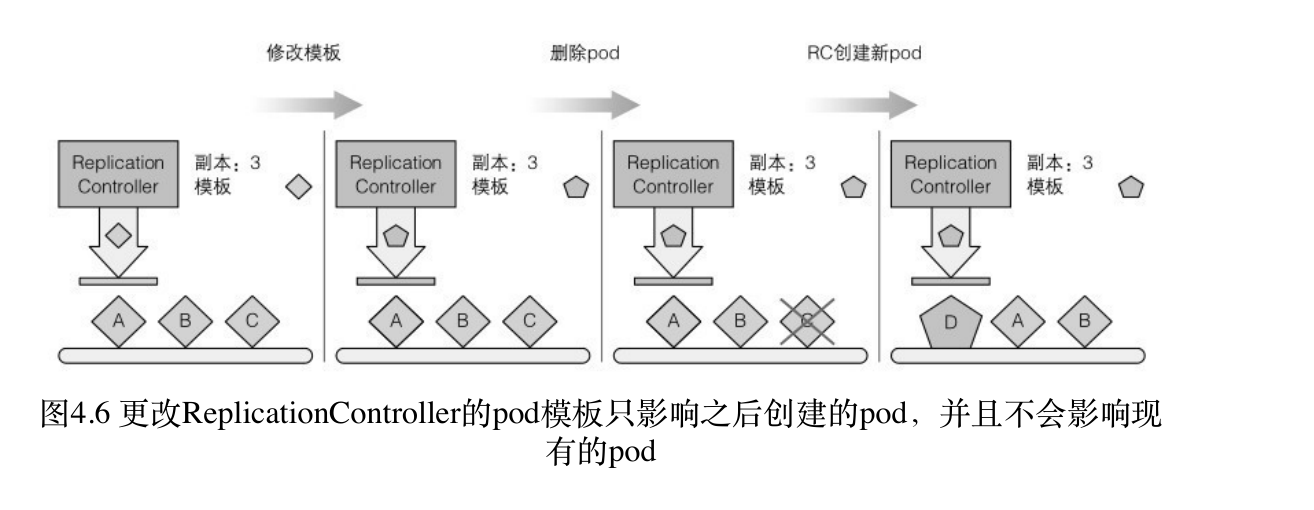 修改模板
删除pod
RC创建新pod
Replication
Controller
副本：3
模板
Replication
Controller
副本：3
模板
Replication
Controller
副本：3
模板
Replication
Controller
副本：3
模板
A B C
A B C
A B C
D A B
图4.6 更改ReplicationController的pod模板只影响之后创建的pod，并且不会影响现
有的pod